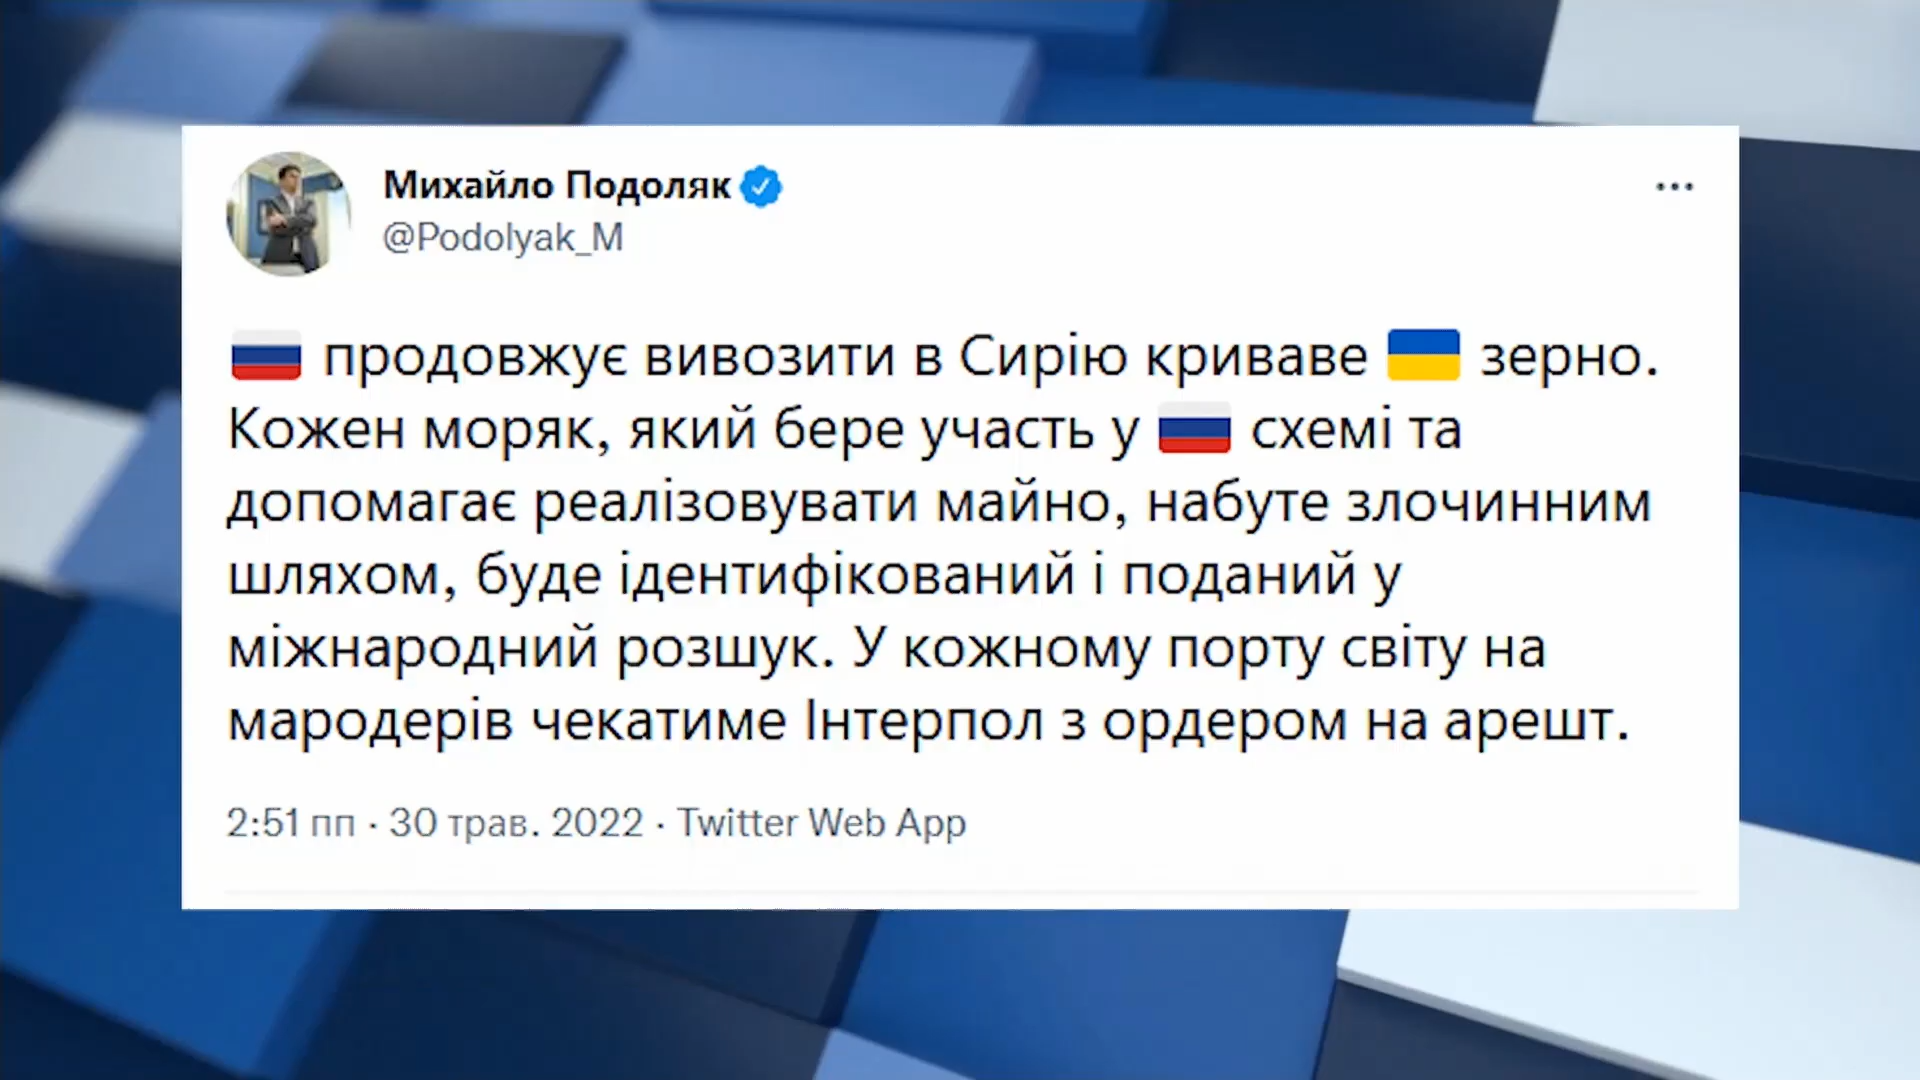 Михайло Подоляк
@Podolyak_M
🇷🇺 продовжує вивозити в Сирію криваве 🇺🇦 зерно.
Кожен моряк, який бере участь у 🇷🇺 схемі та
допомагає реалізовувати майно, набуте злочинним
шляхом, буде ідентифікований і поданий у
міжнародний розшук. У кожному порту світу на
мародерів чекатиме Інтерпол з ордером на арешт.
2:51 пп · 30 трав. 2022 · Twitter Web App